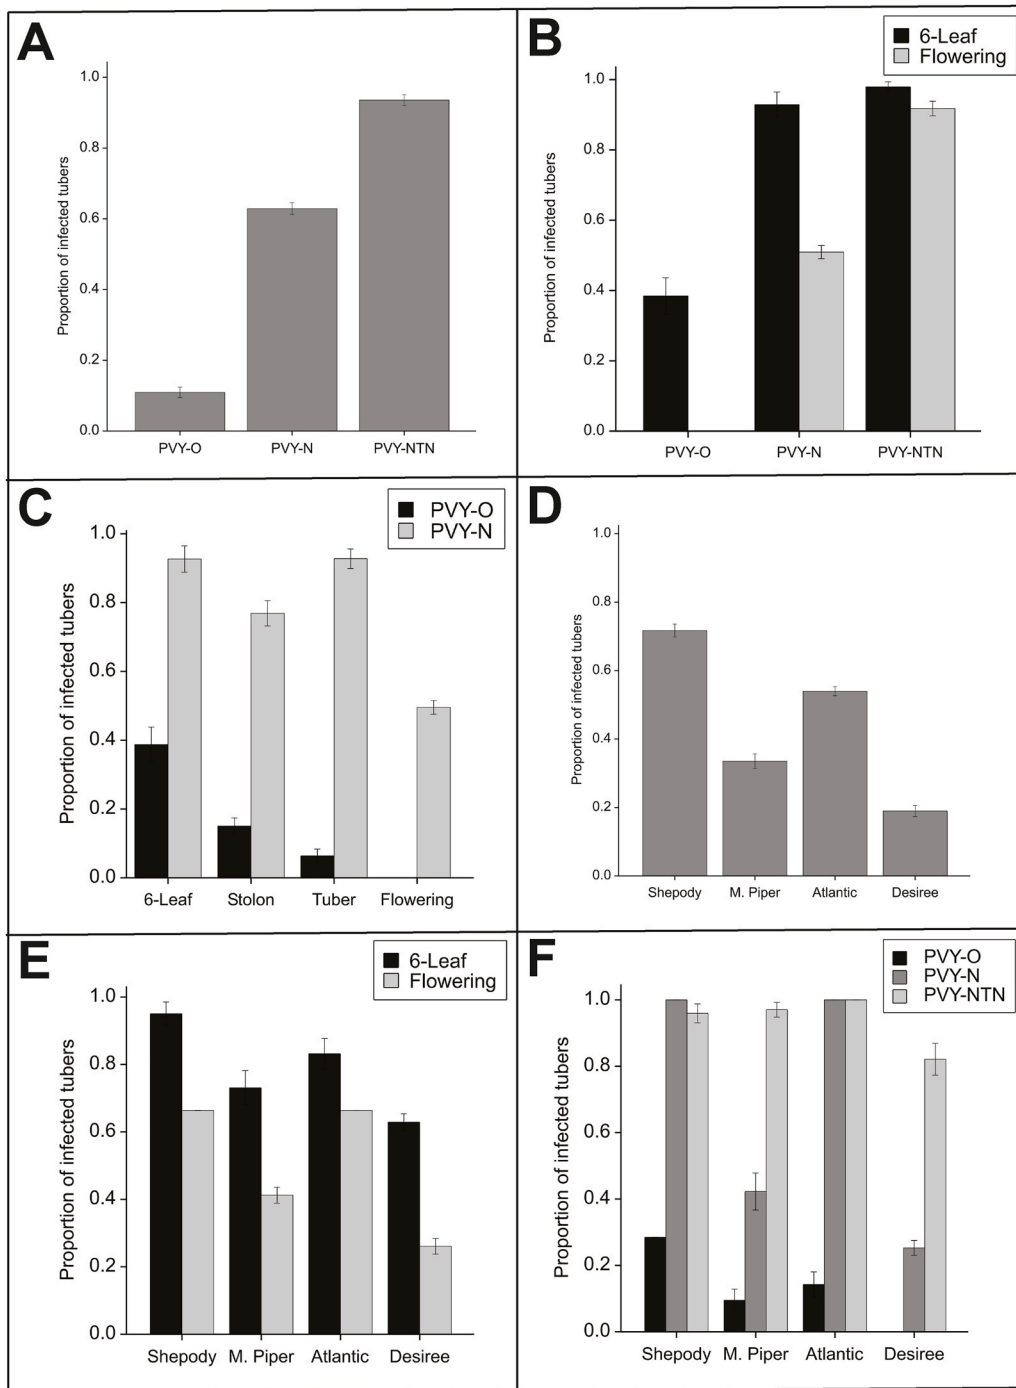 A
Proportion of infected tubers
1.0
0.8
0.6
0.4
0.2
0.0
PVY-O PVY-N PVY-NTN
B
6-Leaf
Flowering
Proportion of infected tubers
1.0
0.8
0.6
0.4
0.2
0.0
PVY-O PVY-N PVY-NTN
C
PVY-O
PVY-N
Proportion of infected tubers
1.0
0.8
0.6
0.4
0.2
0.0
6-Leaf Stolon Tuber Flowering
D
Proportion of infected tubers
1.0
0.8
0.6
0.4
0.2
0.0
Shepody M. Piper Atlantic Desiree
E
6-Leaf
Flowering
Proportion of infected tubers
1.0
0.8
0.6
0.4
0.2
0.0
Shepody M. Piper Atlantic Desiree
F
PVY-O
PVY-N
PVY-NTN
Proportion of infected tubers
1.0
0.8
0.6
0.4
0.2
0.0
Shepody M. Piper Atlantic Desiree